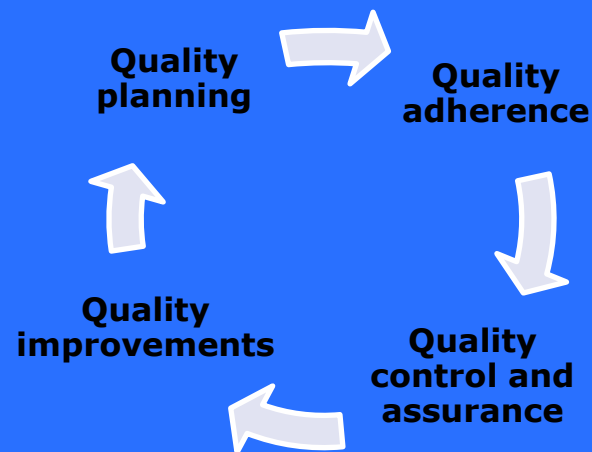 Quality
planning
Quality
adherence
Quality
control and
assurance
Quality
improvements